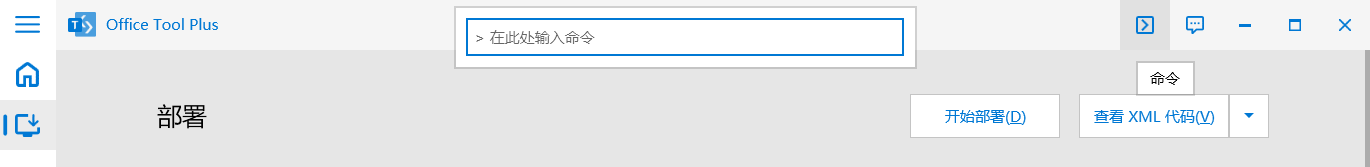 Office Tool Plus
> 在此处输入命令
命令
部署
开始部署(D)
查看 XML 代码(V)